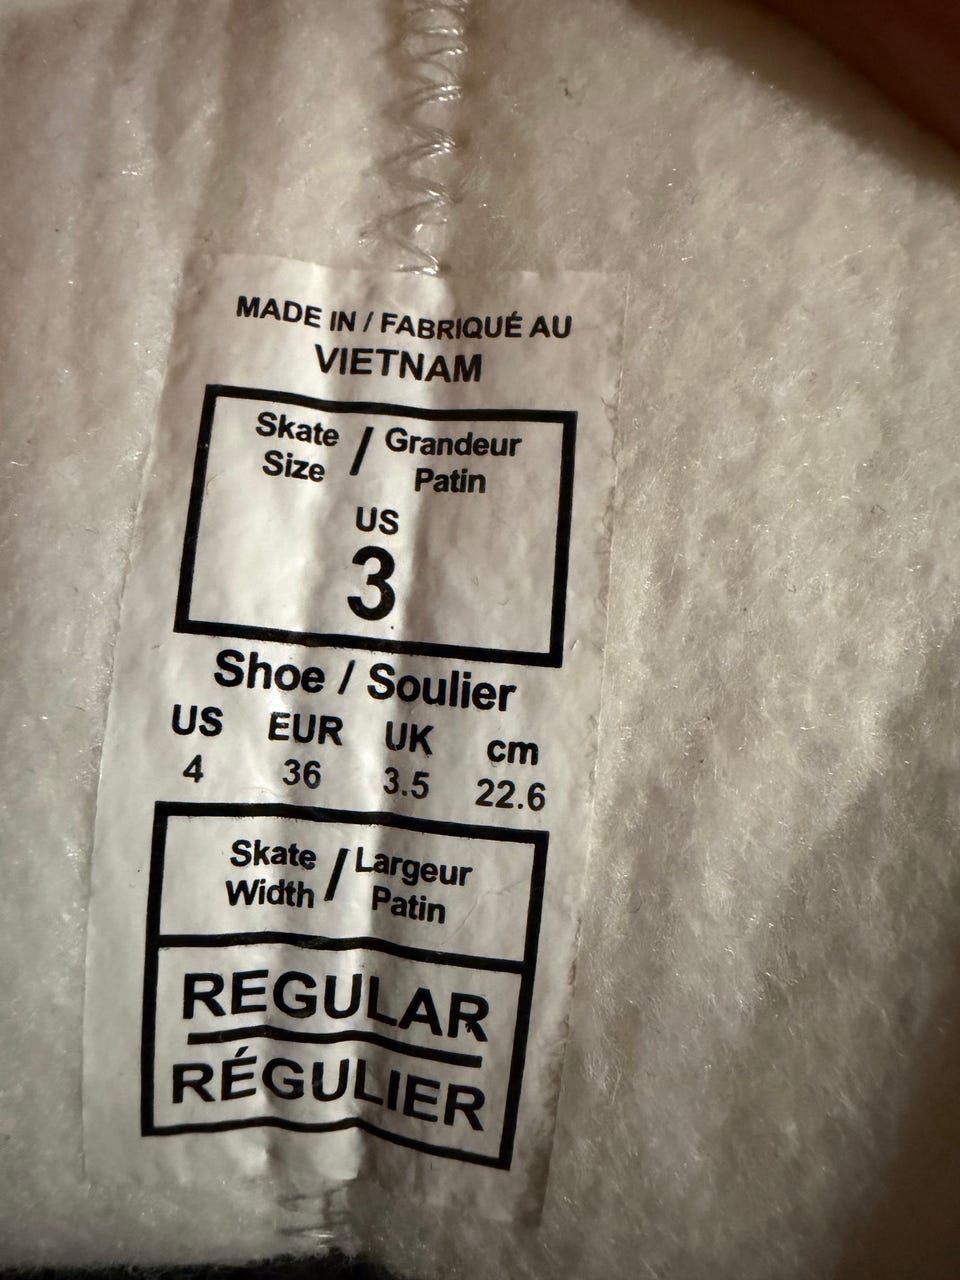 MADE IN / FABRIQUÉ AU
VIETNAM
Skate Size / Grandeur Patin
US
3
Shoe / Soulier
US EUR UK cm
4 36 3.5 22.6
Skate Width / Largeur Patin
REGULAR
RÉGULIER